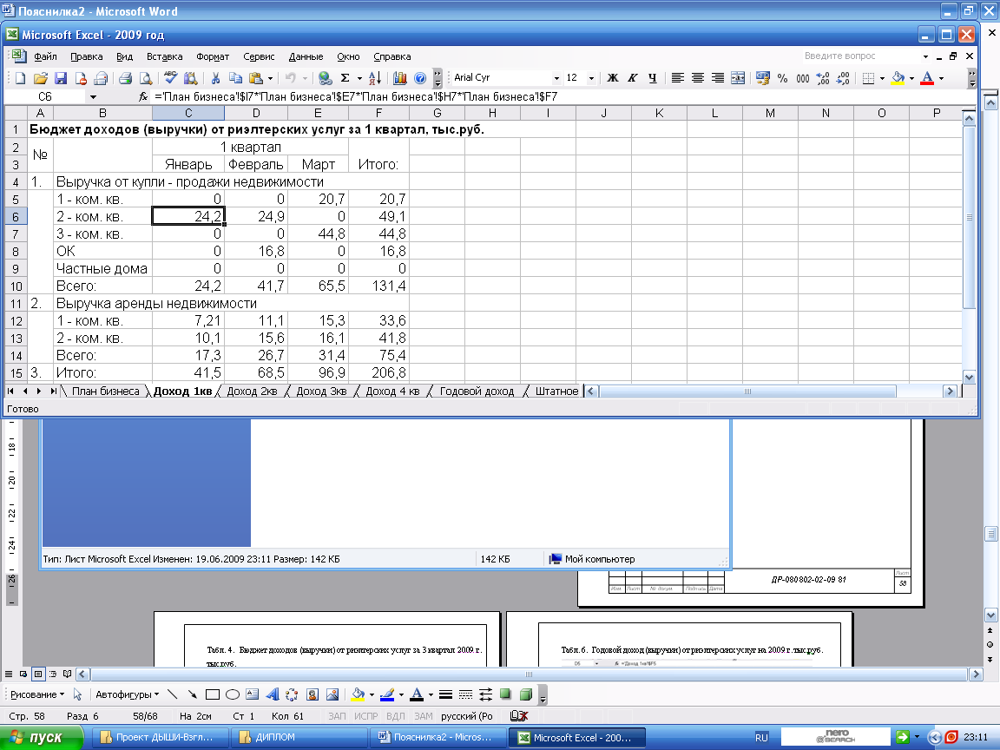 Пояснилка2 - Microsoft Word
Microsoft Excel - 2009 год
Файл Правка Вид Вставка Формат Сервис Данные Окно Справка Введите вопрос
Arial Cyr 12 Ж К Ч % 000
C6 fx ='План бизнеса'!$I7*'План бизнеса'!$E7*'План бизнеса'!$H7*'План бизнеса'!$F7
A B C D E F G H I J K L M N O P
1 Бюджет доходов (выручки) от риэлтерских услуг за 1 квартал, тыс.руб.
2 № 1 квартал
3 Январь Февраль Март Итого:
4 1. Выручка от купли - продажи недвижимости
5 1 - ком. кв. 0 0 20,7 20,7
6 2 - ком. кв. 24,2 24,9 0 49,1
7 3 - ком. кв. 0 0 44,8 44,8
8 ОК 0 16,8 0 16,8
9 Частные дома 0 0 0 0
10 Всего: 24,2 41,7 65,5 131,4
11 2. Выручка аренды недвижимости
12 1 - ком. кв. 7,21 11,1 15,3 33,6
13 2 - ком. кв. 10,1 15,6 16,1 41,8
14 Всего: 17,3 26,7 31,4 75,4
15 3. Итого: 41,5 68,5 96,9 206,8
План бизнеса Доход 1кв Доход 2кв Доход 3кв Доход 4 кв Годовой доход Штатное
Готово
18
20
22
24
26
Тип: Лист Microsoft Excel Изменен: 19.06.2009 23:11 Размер: 142 КБ 142 КБ Мой компьютер
ДР-080802-02-09 81 Лист
58
Изм. Лист № докум. Подпись Дата
Табл. 4. Бюджет доходов (выручки) от риэлтерских услуг за 3 квартал 2009 г.
тыс.руб.
Табл. 6. Годовой доход (выручки) от риэлтерских услуг на 2009 г. тыс.руб.
D5 fx ='Доход 1кв'!$F5
Рисование Автофигуры
Стр. 58 Разд 6 58/68 На 2см Ст 1 Кол 61 ЗАП ИСПР ВДЛ ЗАМ русский (Ро
пуск Проект ДЫШИ-Взгл... ДИПЛОМ Пояснилка2 - Micros... Microsoft Excel - 200... RU nero SEARCH 23:11